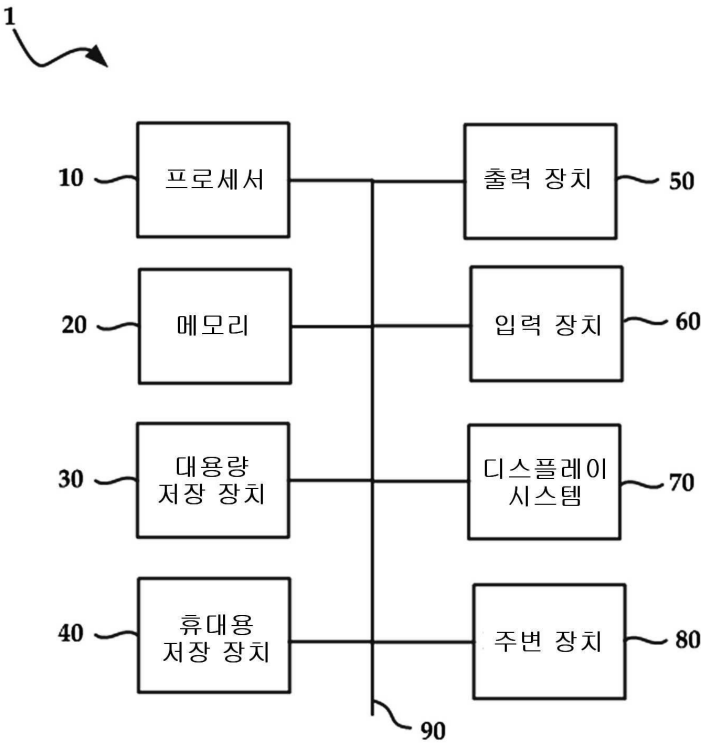 1
10
프로세서
출력 장치
50
20
메모리
입력 장치
60
30
대용량
저장 장치
디스플레이
시스템
70
40
휴대용
저장 장치
주변 장치
80
90